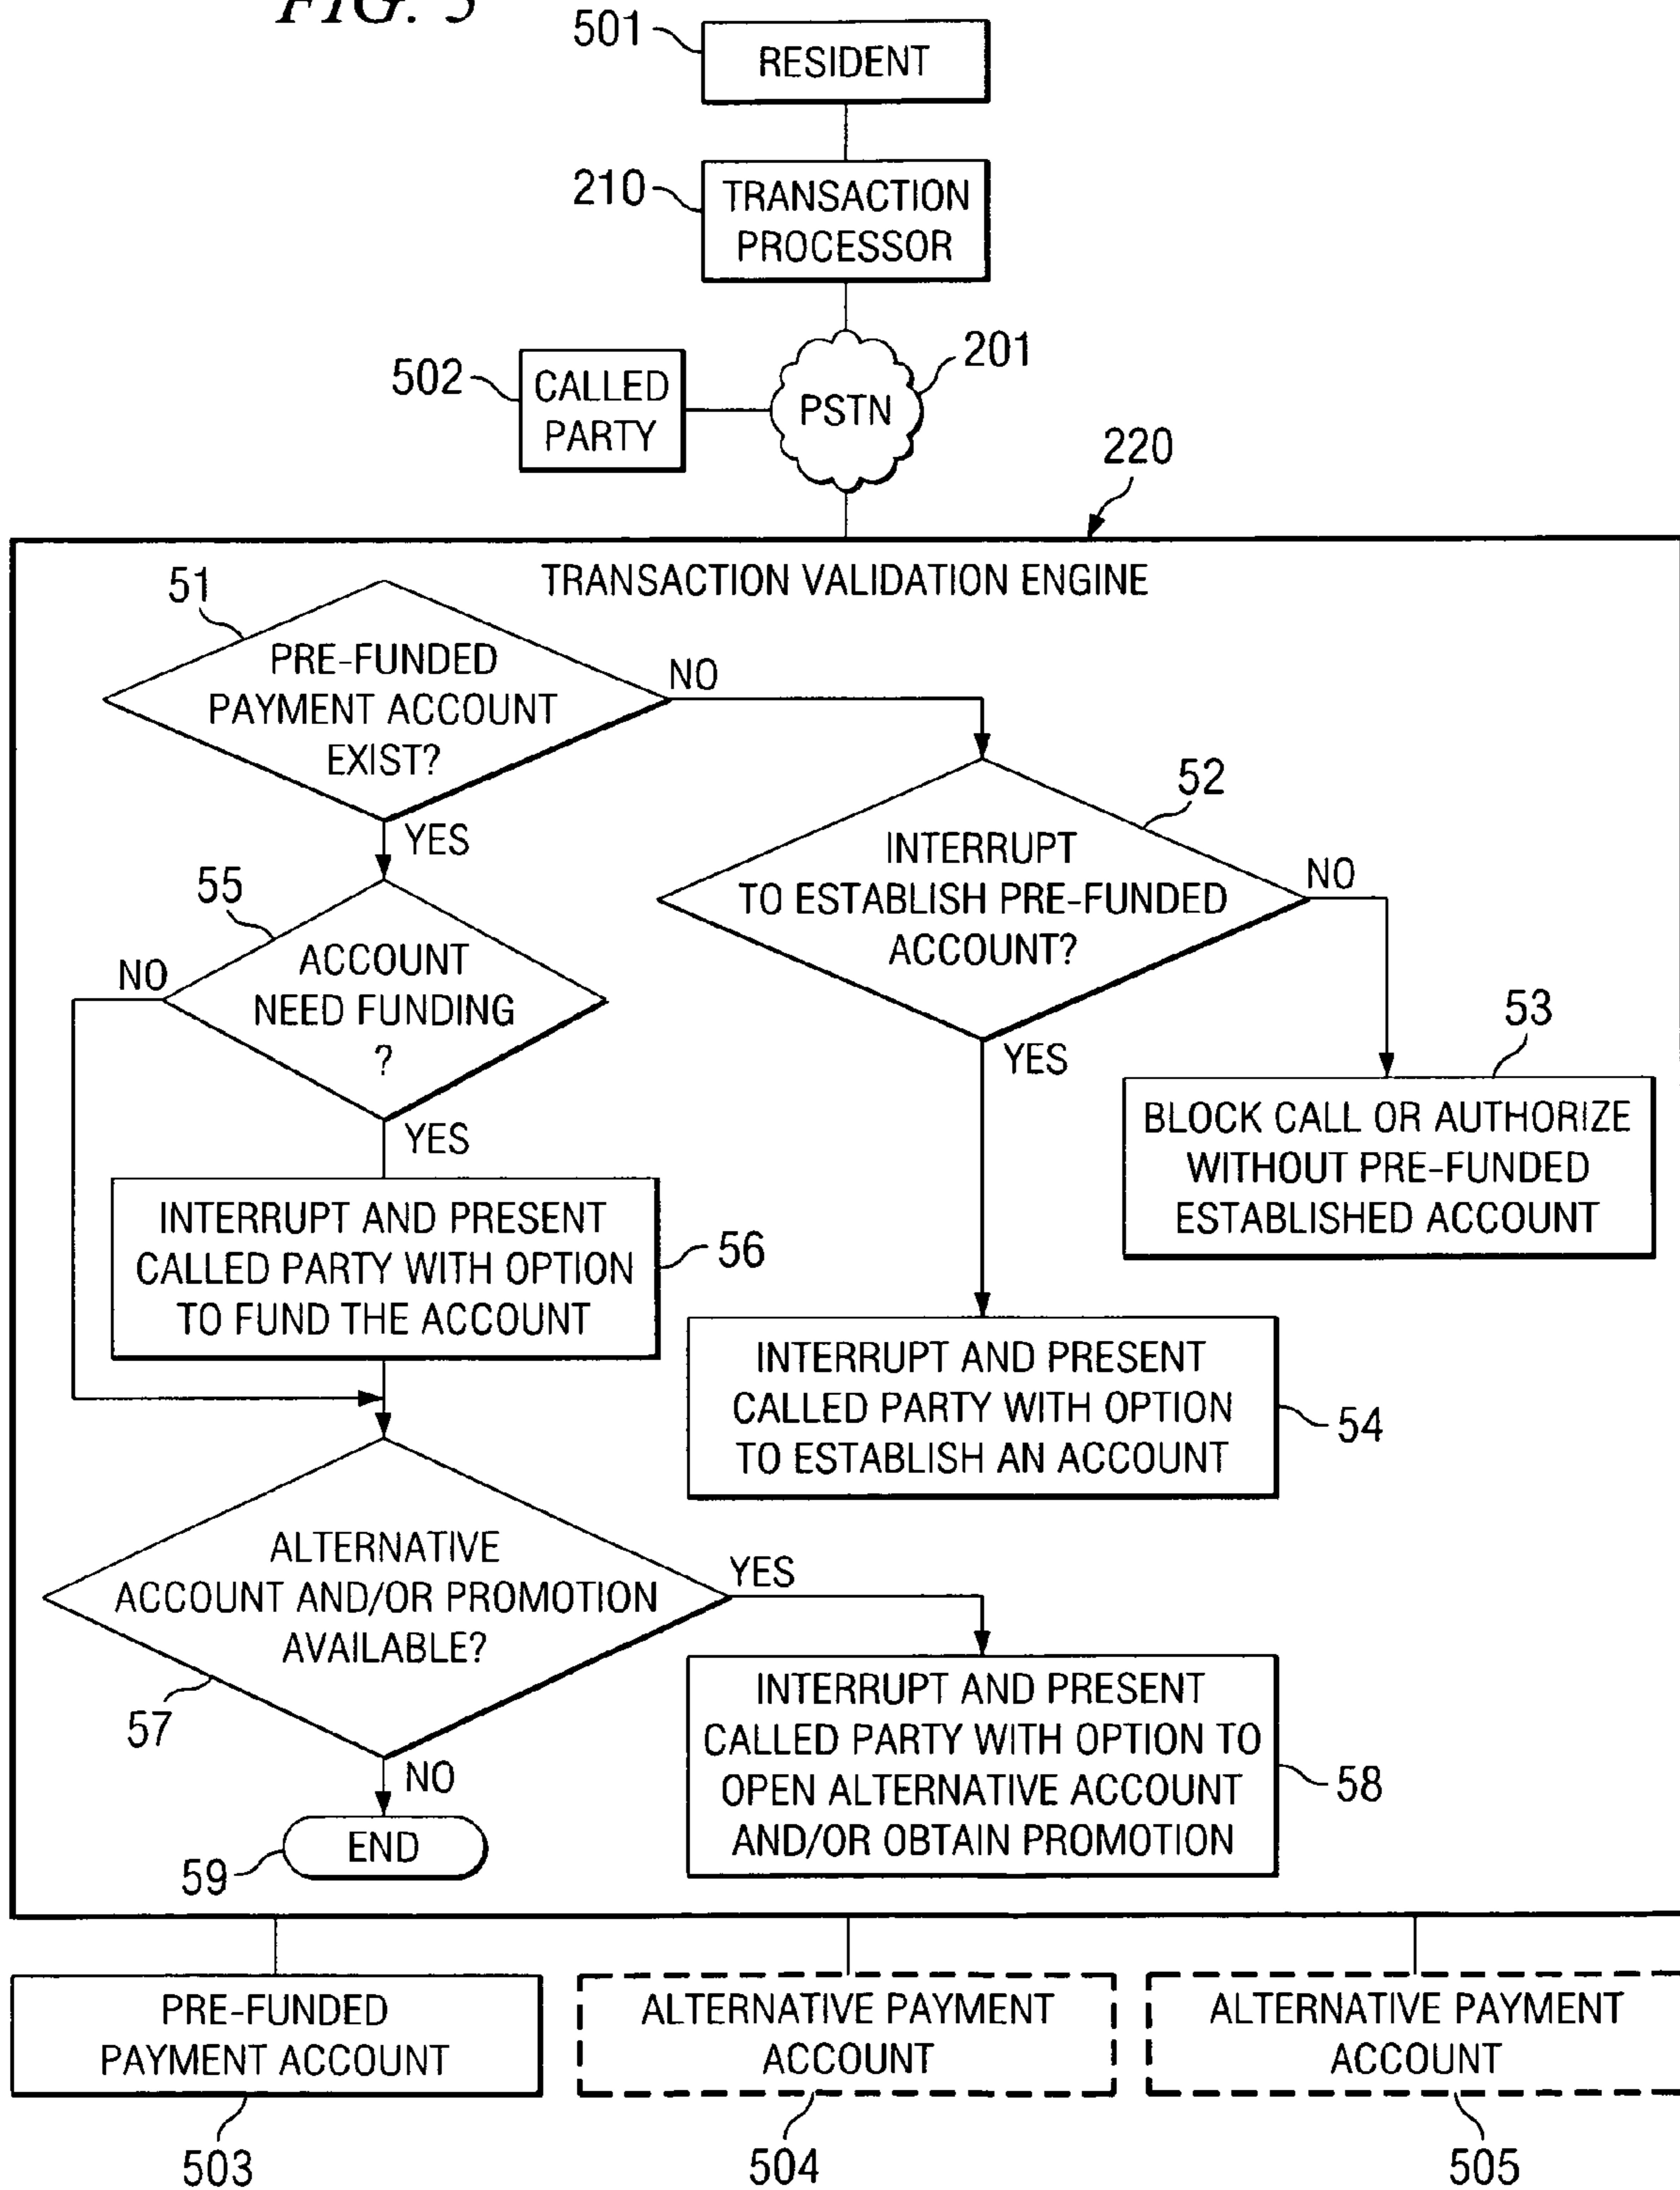 FIG. 5
501
RESIDENT
210
TRANSACTION
PROCESSOR
502
CALLED
PARTY
PSTN
201
220
TRANSACTION VALIDATION ENGINE
51
PRE-FUNDED
PAYMENT ACCOUNT
EXIST?
NO
YES
52
INTERRUPT
TO ESTABLISH PRE-FUNDED
ACCOUNT?
NO
YES
55
ACCOUNT
NEED FUNDING
?
NO
YES
53
BLOCK CALL OR AUTHORIZE
WITHOUT PRE-FUNDED
ESTABLISHED ACCOUNT
INTERRUPT AND PRESENT
CALLED PARTY WITH OPTION
TO FUND THE ACCOUNT
56
INTERRUPT AND PRESENT
CALLED PARTY WITH OPTION
TO ESTABLISH AN ACCOUNT
54
ALTERNATIVE
ACCOUNT AND/OR PROMOTION
AVAILABLE?
YES
57
NO
INTERRUPT AND PRESENT
CALLED PARTY WITH OPTION TO
OPEN ALTERNATIVE ACCOUNT
AND/OR OBTAIN PROMOTION
58
END
59
PRE-FUNDED
PAYMENT ACCOUNT
503
ALTERNATIVE PAYMENT
ACCOUNT
504
ALTERNATIVE PAYMENT
ACCOUNT
505